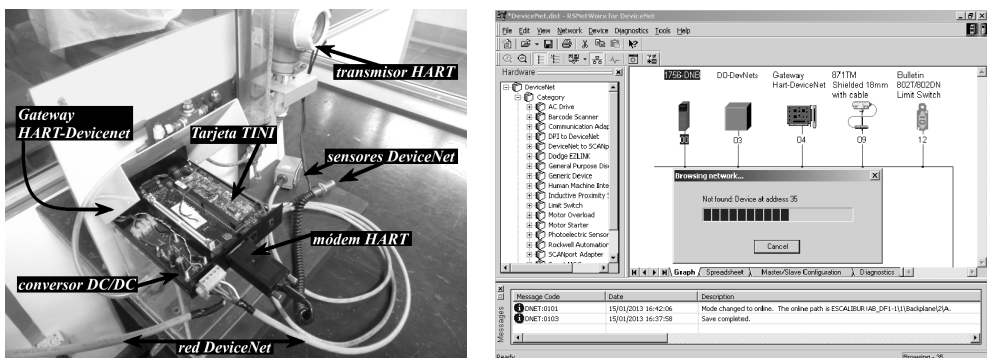 transmisor HART
Gateway
HART-Devicenet
Tarjeta TINI
sensores DeviceNet
módem HART
conversor DC/DC
red DeviceNet
*DeviceNet.dnt - RSNetWorx for DeviceNet
File Edit View Network Device Diagnostics Tools Help
Hardware
DeviceNet
Category
AC Drive
Barcode Scanner
Communication Adap
DPI to DeviceNet
DeviceNet to SCANp
Dodge EZLINK
General Purpose Dis
Generic Device
Human Machine Inte
Inductive Proximity S
Limit Switch
Motor Overload
Motor Starter
Photoelectric Sensor
Rockwell Automation
SCANport Adapter
1756-DNB
DO-DevNets
Gateway
Hart-DeviceNet
871TM
Shielded 18mm
with cable
Bulletin
802T/802DN
Limit Switch
03
04
09
12
Browsing network...
Not found: Device at address 35
Cancel
Graph Spreadsheet Master/Slave Configuration Diagnostics
Messages
Message Code Date Description
DNET:0101 15/01/2013 16:42:06 Mode changed to online. The online path is ESCALIBUR!AB_DF1-1\1\Backplane\2\A.
DNET:0103 15/01/2013 16:37:58 Save completed.
Ready
Browsing - 35